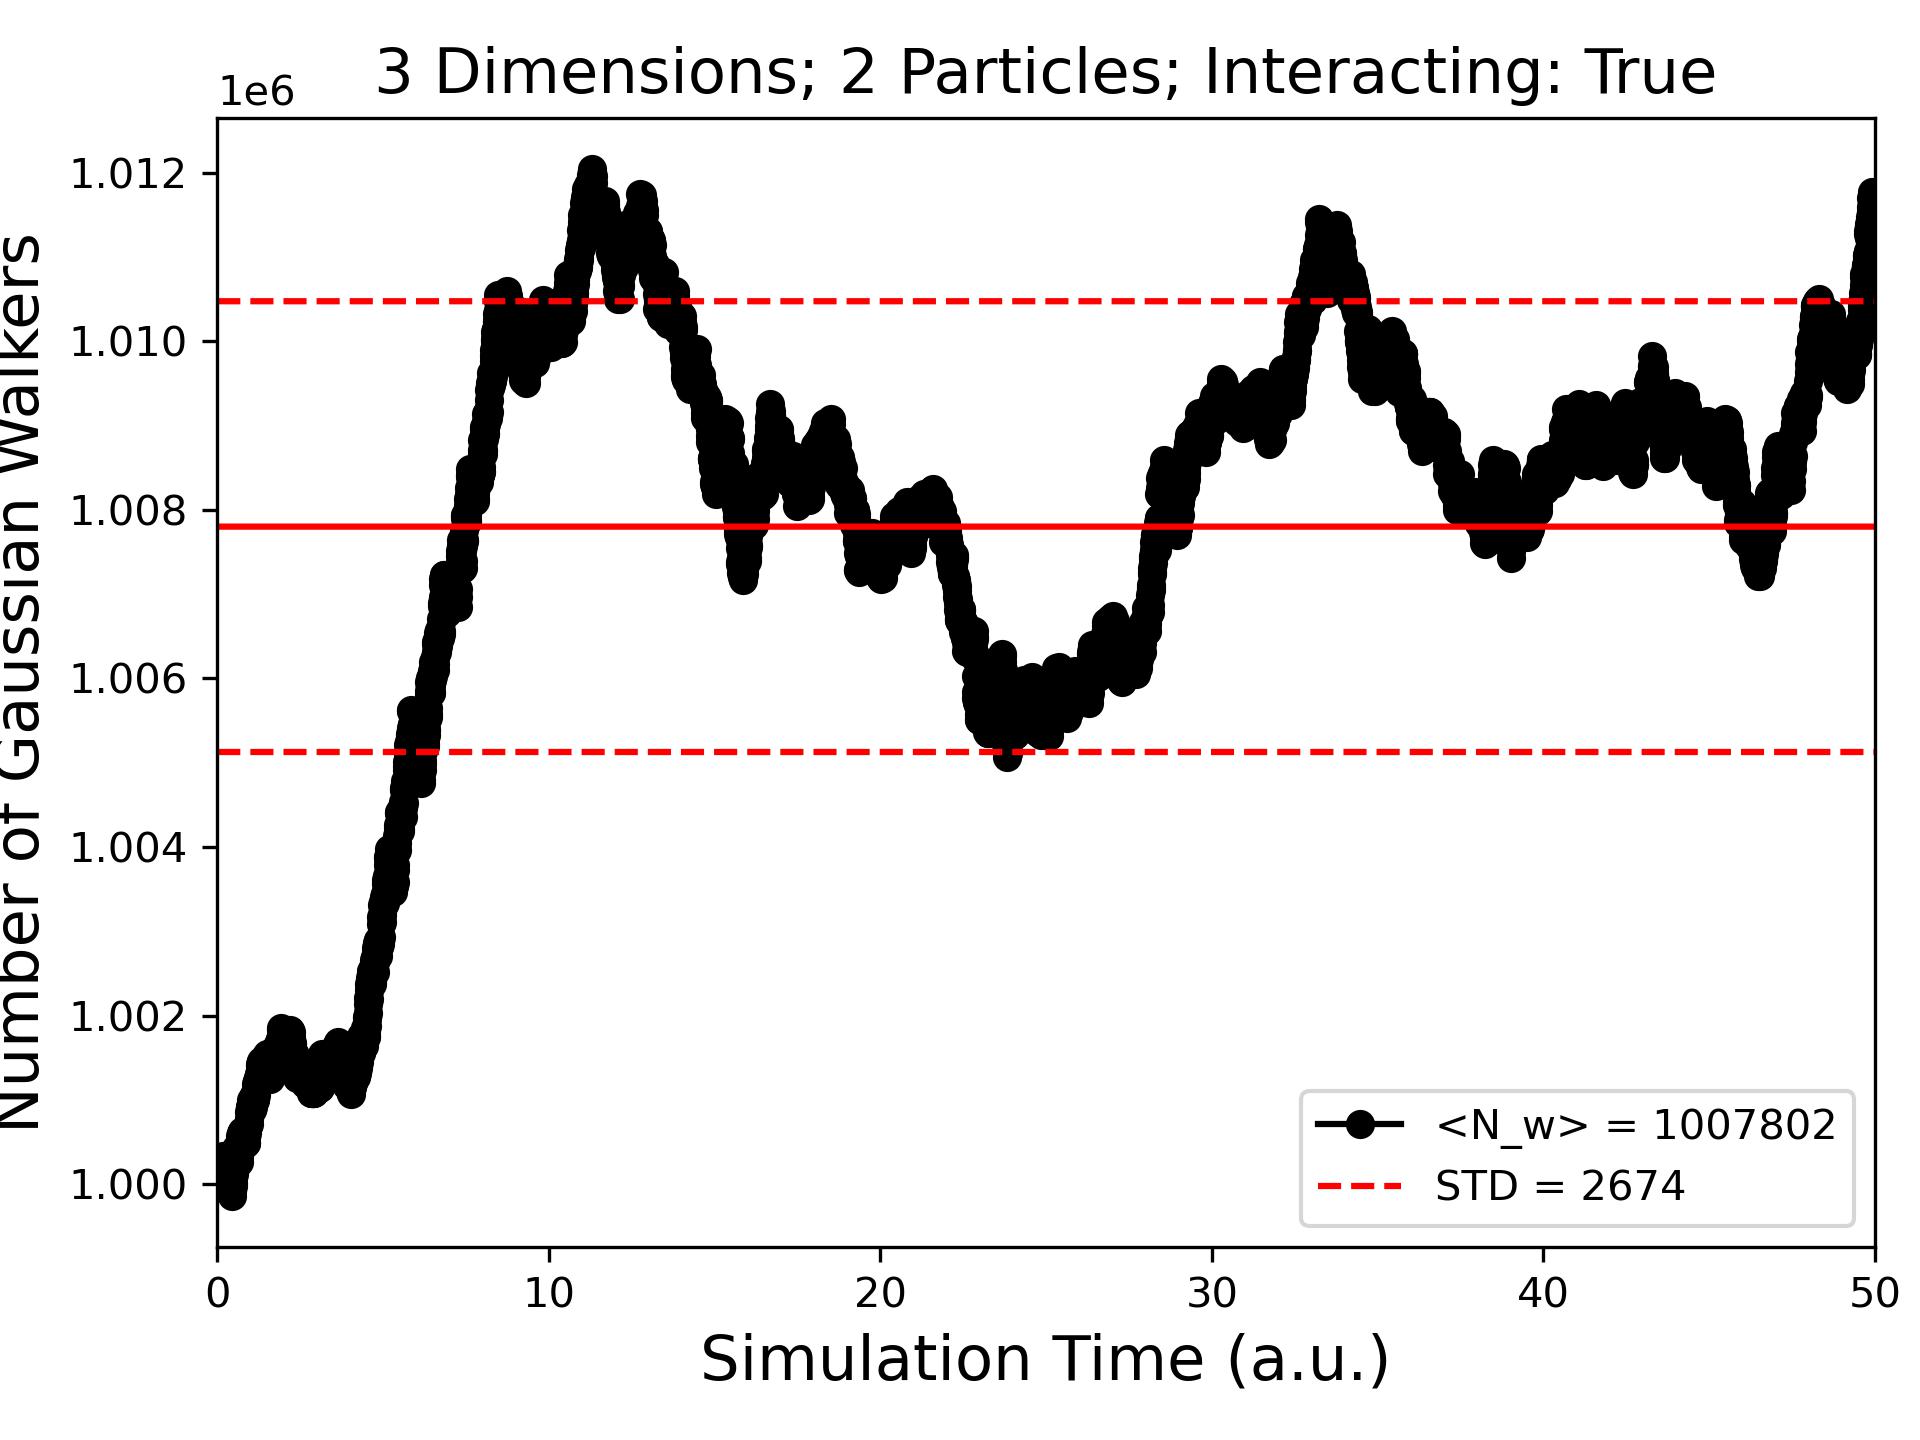 3 Dimensions; 2 Particles; Interacting: True
1e6
1.012
1.010
1.008
1.006
1.004
1.002
1.000
Number of Gaussian Walkers
<N_w> = 1007802
STD = 2674
0 10 20 30 40 50
Simulation Time (a.u.)